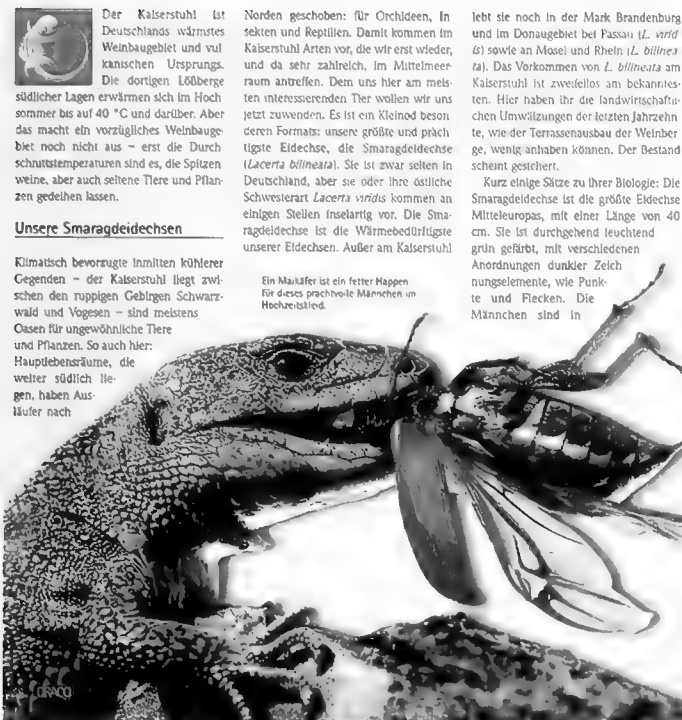 Der Kaiserstuhl ist
Deutschlands wärmstes
Weinbaugebiet und vul
kanischen Ursprungs.
Die dortigen Lößberge
südlicher Lagen erwärmen sich im Hoch
sommer bis auf 40 °C und darüber. Aber
das macht ein vorzügliches Weinbauge-
biet noch nicht aus – erst die Durch
schnittstemperaturen sind es, die Spitzen
weine, aber auch seltene Tiere und Pflan-
zen gedeihen lassen.
Unsere Smaragdeidechsen
Klimatisch bevorzugte Inmitten kühlerer
Gegenden – der Kaiserstuhl liegt zwi-
schen den ruppigen Gebirgen Schwarz-
wald und Vogesen – sind meistens
Oasen für ungewöhnliche Tiere
und Pflanzen. So auch hier:
Hauptlebensräume, die
weiter südlich lie-
gen, haben Aus-
läufer nach
Norden geschoben: für Orchideen, In
sekten und Reptilien. Damit kommen im
Kaiserstuhl Arten vor, die wir erst wieder,
und da sehr zahlreich, im Mittelmeer-
raum antreffen. Dem uns hier am meis-
ten interessierenden Tier wollen wir uns
jetzt zuwenden. Es ist ein Kleinod beson
deren Formats: unsere größte und präch
tigste Eidechse, die Smaragdeidechse
(Lacerta bilineata). Sie ist zwar selten in
Deutschland, aber sie oder ihre östliche
Schwesterart Lacerta viridis kommen an
einigen Stellen inselartig vor. Die Sma-
ragdeidechse ist die Wärmebedürftigste
unserer Eidechsen. Außer am Kaiserstuhl
Ein Maikäfer ist ein fetter Happen
für dieses prachtvolle Männchen im
Hochzeitskleid.
lebt sie noch in der Mark Brandenburg
und im Donaugebiet bei Passau (L. virid
is) sowie an Mosel und Rhein (L. bilinea
ta). Das Vorkommen von L. bilineata am
Kaiserstuhl ist zweifellos am bekanntes-
ten. Hier haben ihr die landwirtschaftli-
chen Umwälzungen der letzten Jahrzehn
te, wie der Terrassenausbau der Weinber
ge, wenig anhaben können. Der Bestand
scheint gesichert.
Kurz einige Sätze zu ihrer Biologie: Die
Smaragdeidechse ist die größte Eidechse
Mitteleuropas, mit einer Länge von 40
cm. Sie ist durchgehend leuchtend
grün gefärbt, mit verschiedenen
Anordnungen dunkler Zeich
nungselemente, wie Punk-
te und Flecken. Die
Männchen sind in
DRACO